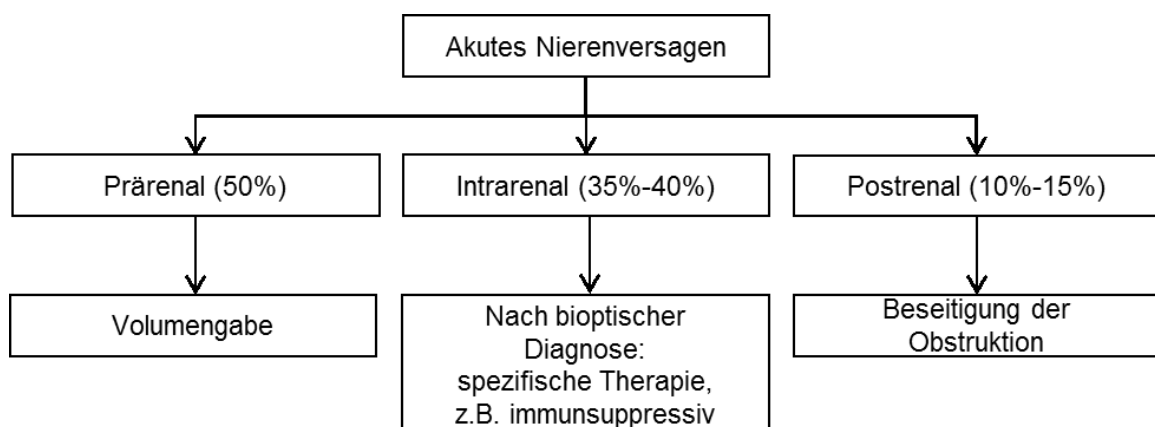 Akutes Nierenversagen
Prärenal (50%)
Intrarenal (35%-40%)
Postrenal (10%-15%)
Volumengabe
Nach bioptischer
Diagnose:
spezifische Therapie,
z.B. immunsuppressiv
Beseitigung der
Obstruktion